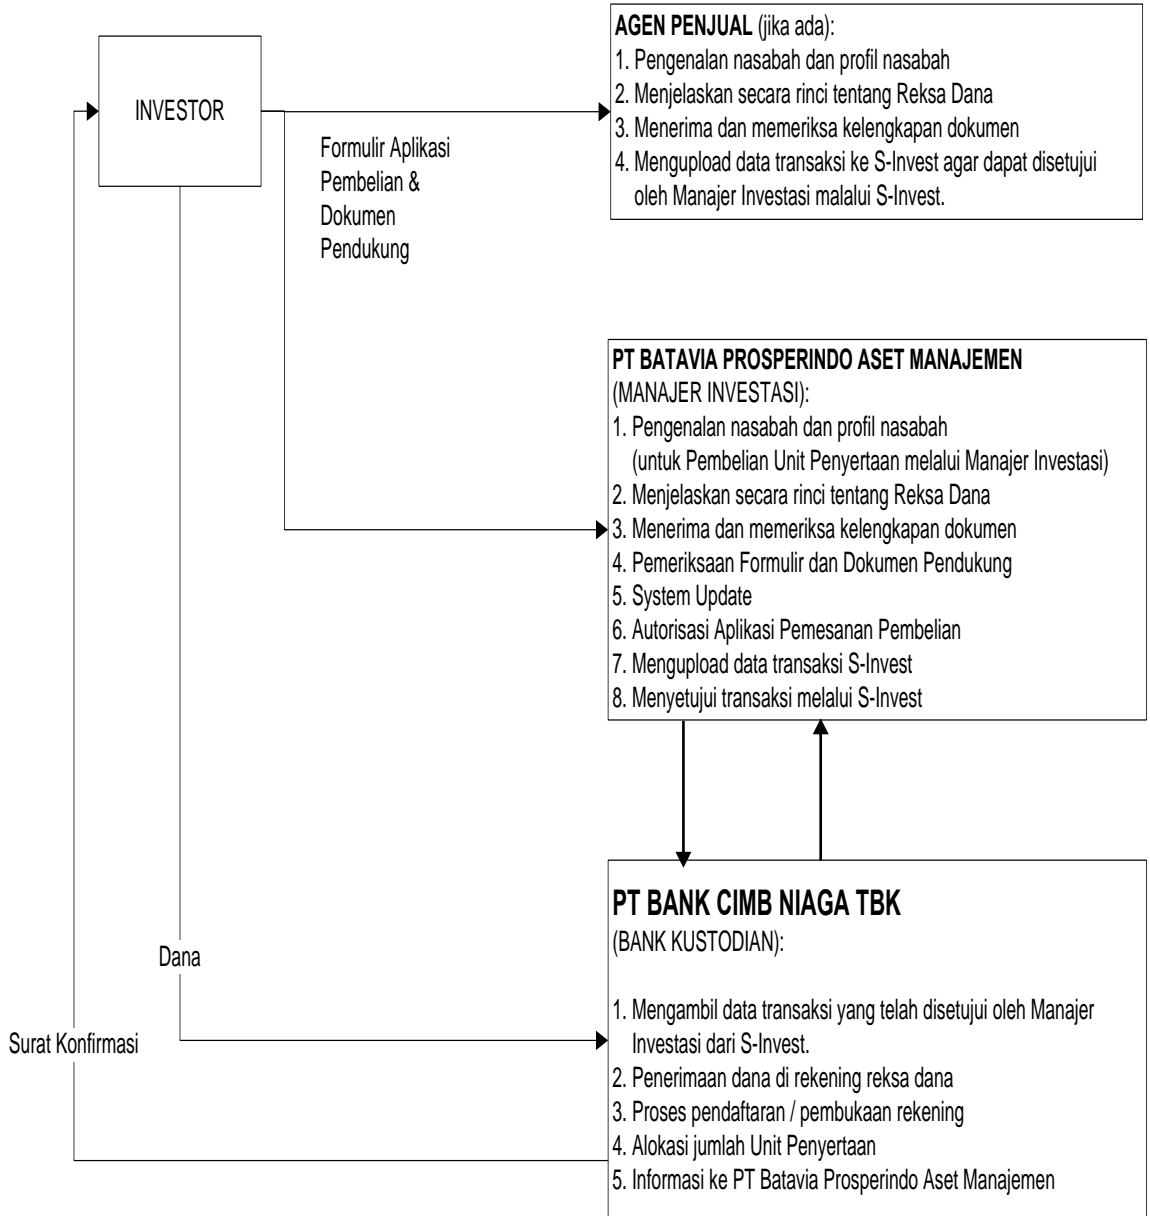 AGEN PENJUAL (jika ada):
1. Pengenalan nasabah dan profil nasabah
2. Menjelaskan secara rinci tentang Reksa Dana
3. Menerima dan memeriksa kelengkapan dokumen
4. Mengupload data transaksi ke S-Invest agar dapat disetujui
oleh Manajer Investasi malalui S-Invest.
INVESTOR
Formulir Aplikasi
Pembelian &
Dokumen
Pendukung
PT BATAVIA PROSPERINDO ASET MANAJEMEN
(MANAJER INVESTASI):
1. Pengenalan nasabah dan profil nasabah
(untuk Pembelian Unit Penyertaan melalui Manajer Investasi)
2. Menjelaskan secara rinci tentang Reksa Dana
3. Menerima dan memeriksa kelengkapan dokumen
4. Pemeriksaan Formulir dan Dokumen Pendukung
5. System Update
6. Autorisasi Aplikasi Pemesanan Pembelian
7. Mengupload data transaksi S-Invest
8. Menyetujui transaksi melalui S-Invest
PT BANK CIMB NIAGA TBK
(BANK KUSTODIAN):
1. Mengambil data transaksi yang telah disetujui oleh Manajer
Investasi dari S-Invest.
2. Penerimaan dana di rekening reksa dana
3. Proses pendaftaran / pembukaan rekening
4. Alokasi jumlah Unit Penyertaan
5. Informasi ke PT Batavia Prosperindo Aset Manajemen
Dana
Surat Konfirmasi